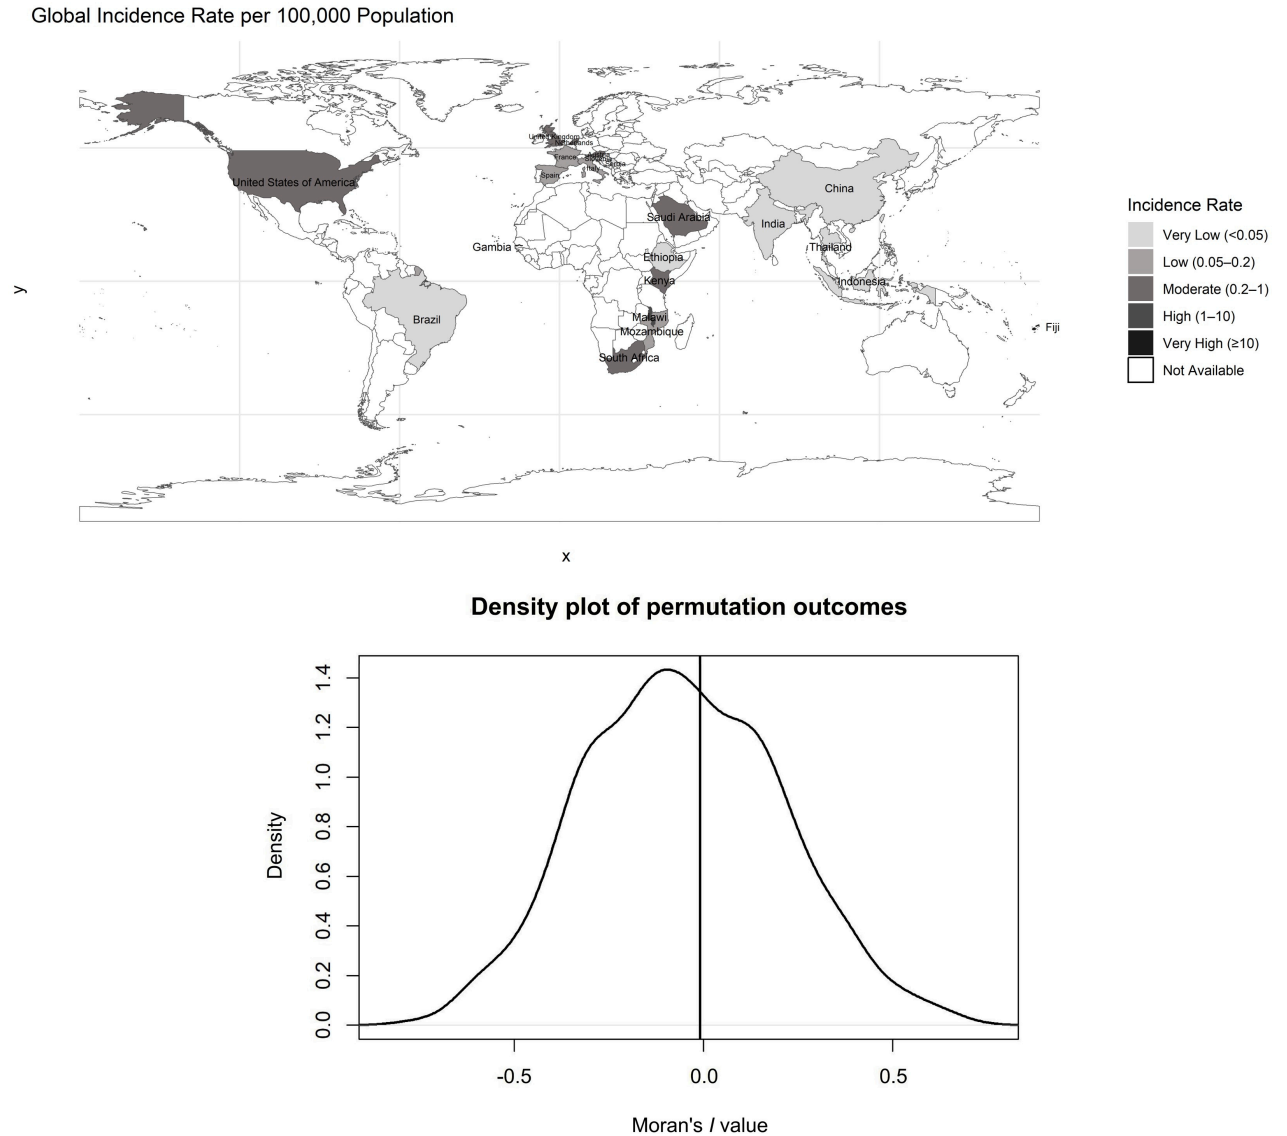 Global Incidence Rate per 100,000 Population
y
United Kingdom
Netherlands
France
Serbia
Italy
Spain
United States of America
China
Saudi Arabia
India
Gambia
Thailand
Ethiopia
Kenya
Indonesia
Malawi
Brazil
Mozambique
Fiji
South Africa
x
Incidence Rate
Very Low (<0.05)
Low (0.05–0.2)
Moderate (0.2–1)
High (1–10)
Very High (≥10)
Not Available
Density plot of permutation outcomes
Density
1.4
1.2
1.0
0.8
0.6
0.4
0.2
0.0
-0.5 0.0 0.5
Moran's I value